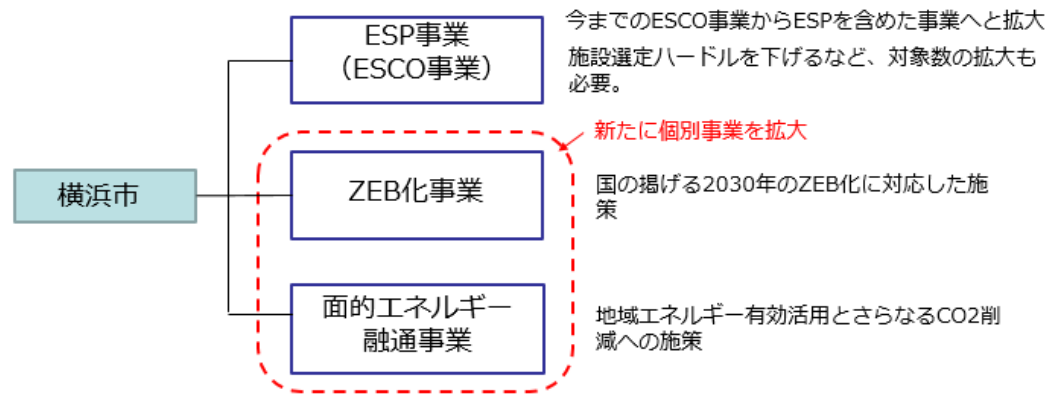 ESP事業
（ESCO事業）
今までのESCO事業からESPを含めた事業へと拡大
施設選定ハードルを下げるなど、対象数の拡大も
必要。
新たに個別事業を拡大
横浜市
ZEB化事業
国の掲げる2030年のZEB化に対応した施
策
面的エネルギー
融通事業
地域エネルギー有効活用とさらなるCO2削
減への施策